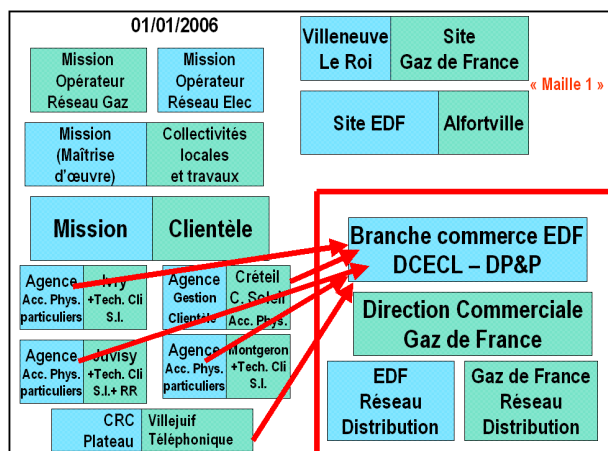 01/01/2006
Mission
Opérateur
Réseau Gaz
Mission
Opérateur
Réseau Elec
Villeneuve
Le Roi
Site
Gaz de France
« Maille 1 »
Site EDF
Alfortville
Mission
(Maîtrise
d'œuvre)
Collectivités
locales
et travaux
Mission
Clientèle
Agence
Acc. Phys.
particuliers
Ivry
+Tech. Cli
S.I.
Agence
Gestion
Clientèle
Créteil
C. Soleil
Acc. Phys.
Agence
Acc. Phys.
particuliers
Juvisy
+Tech. Cli
S.I.+ RR
Agence
Acc. Phys.
particuliers
Montgeron
+Tech. Cli
S.I.
CRC
Plateau
Villejuif
Téléphonique
Branche commerce EDF
DCECL – DP&P
Direction Commerciale
Gaz de France
EDF
Réseau
Distribution
Gaz de France
Réseau
Distribution